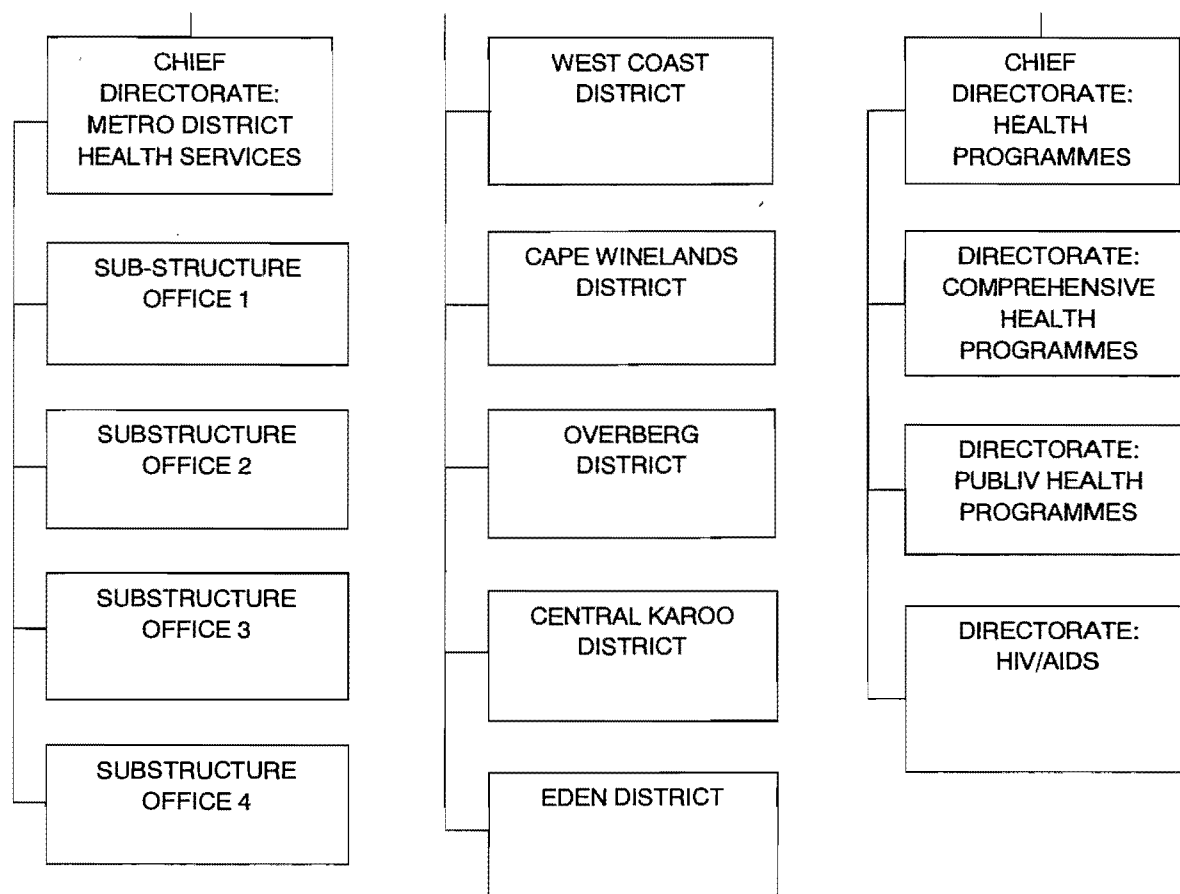 CHIEF
DIRECTORATE:
METRO DISTRICT
HEALTH SERVICES
SUB-STRUCTURE
OFFICE 1
SUBSTRUCTURE
OFFICE 2
SUBSTRUCTURE
OFFICE 3
SUBSTRUCTURE
OFFICE 4
WEST COAST
DISTRICT
CAPE WINELANDS
DISTRICT
OVERBERG
DISTRICT
CENTRAL KAROO
DISTRICT
EDEN DISTRICT
CHIEF
DIRECTORATE:
HEALTH
PROGRAMMES
DIRECTORATE:
COMPREHENSIVE
HEALTH
PROGRAMMES
DIRECTORATE:
PUBLIV HEALTH
PROGRAMMES
DIRECTORATE:
HIV/AIDS